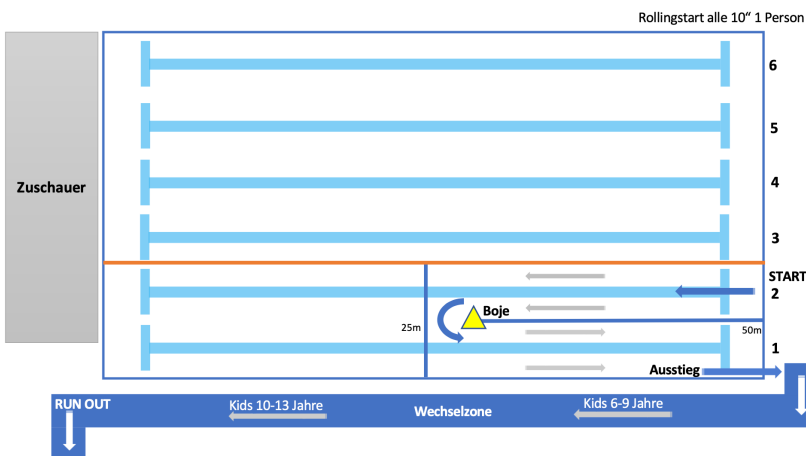 Rollingstart alle 10“ 1 Person
6
5
Zuschauer
4
3
START
2
Boje
25m
50m
1
Ausstieg
RUN OUT
Kids 10-13 Jahre
Wechselzone
Kids 6-9 Jahre